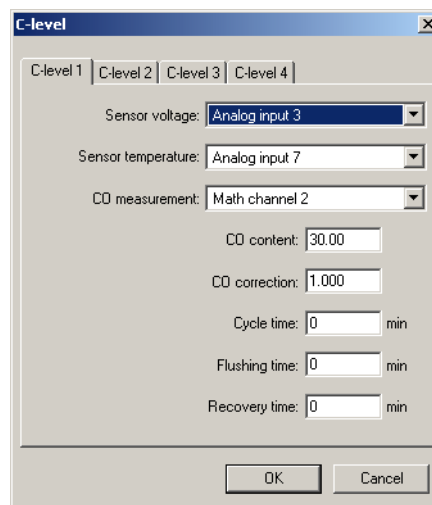 C-level
C-level 1 C-level 2 C-level 3 C-level 4
Sensor voltage: Analog input 3
Sensor temperature: Analog input 7
CO measurement: Math channel 2
CO content: 30.00
CO correction: 1.000
Cycle time: 0 min
Flushing time: 0 min
Recovery time: 0 min
OK Cancel